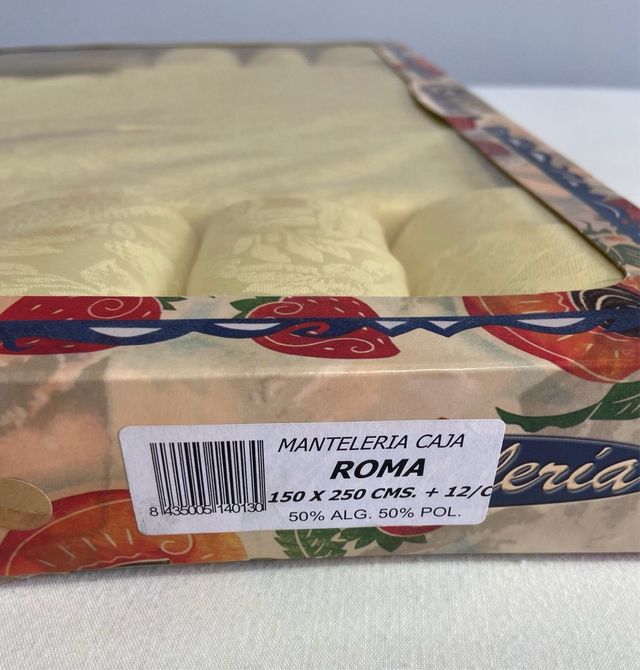 MANTELERIA CAJA
ROMA
150 X 250 CMS. + 12/C
50% ALG. 50% POL.
8 435005 140130
lería